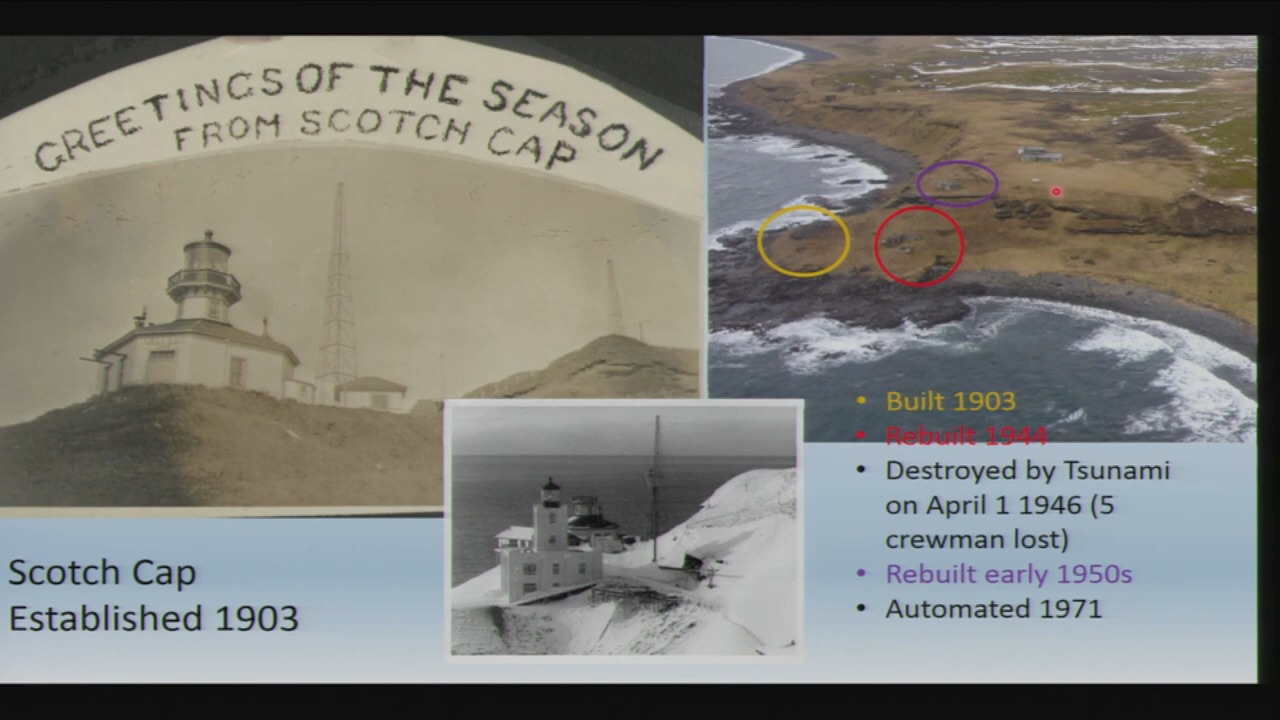 GREETINGS OF THE SEASON
FROM SCOTCH CAP
Scotch Cap
Established 1903
• Built 1903
• Rebuilt 1944
• Destroyed by Tsunami
on April 1 1946 (5
crewman lost)
• Rebuilt early 1950s
• Automated 1971